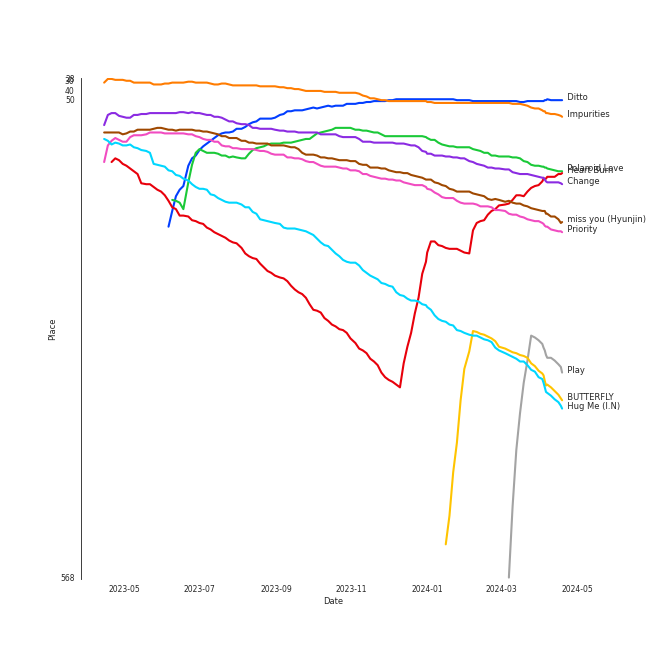 28
30
40
50
568
Place
Ditto
Impurities
Polaroid Love
Heart Burn
Change
miss you (Hyunjin)
Priority
Play
BUTTERFLY
Hug Me (I.N)
2023-05
2023-07
2023-09
2023-11
2024-01
2024-03
2024-05
Date